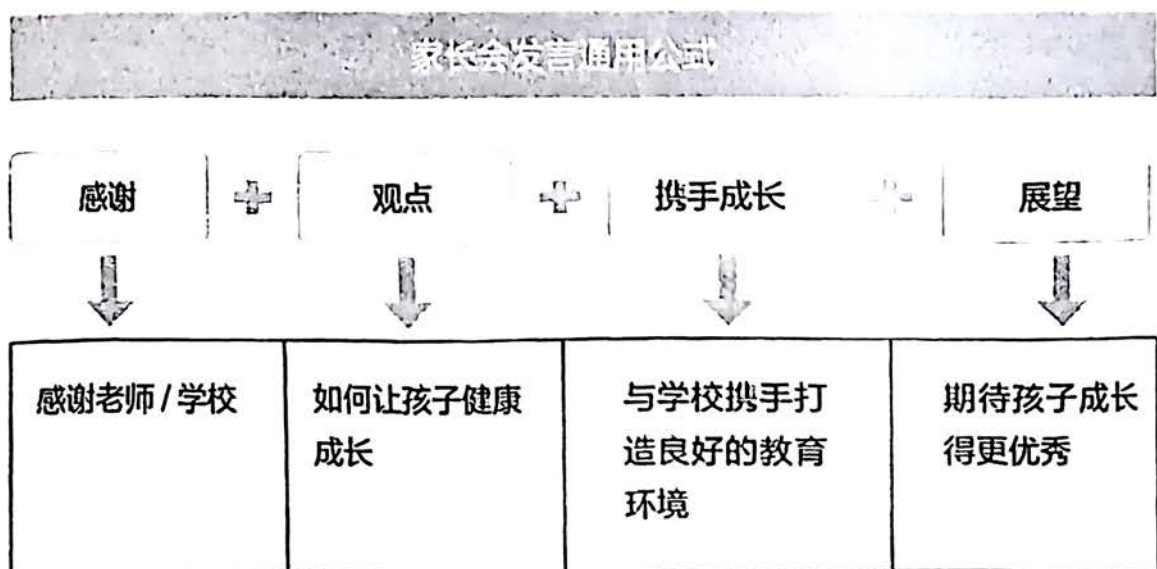 家长会发言通用公式
感谢 + 观点 + 携手成长 + 展望
感谢老师/学校
如何让孩子健康
成长
与学校携手打
造良好的教育
环境
期待孩子成长
得更优秀